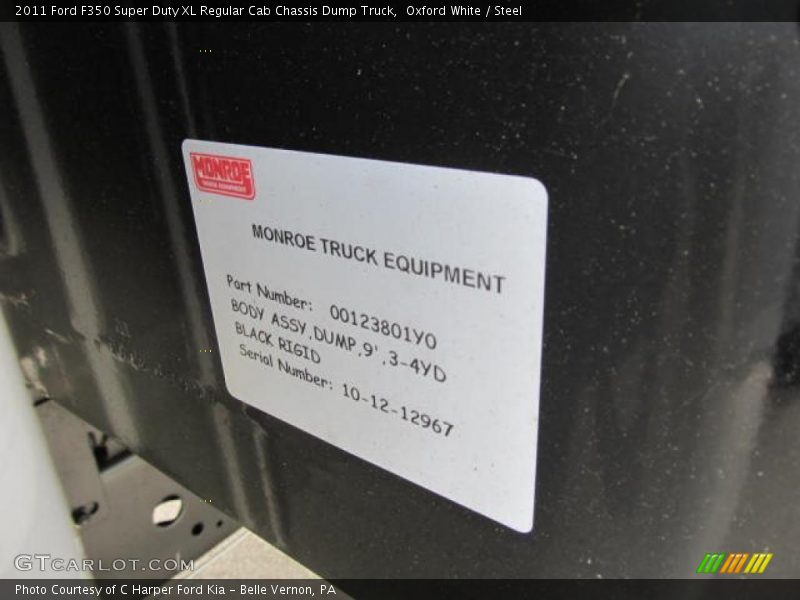 2011 Ford F350 Super Duty XL Regular Cab Chassis Dump Truck, Oxford White / Steel
MONROE
TRUCK EQUIPMENT
MONROE TRUCK EQUIPMENT
Part Number: 00123801Y0
BODY ASSY,DUMP,9',3-4YD
BLACK RIGID
Serial Number: 10-12-12967
GTCARLOT.COM
Photo Courtesy of C Harper Ford Kia - Belle Vernon, PA